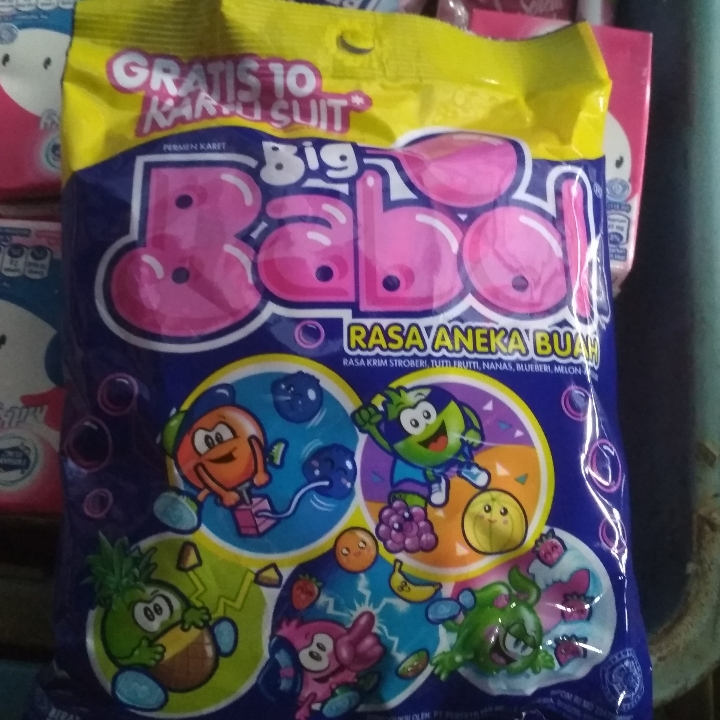 GRATIS 10
KARTU SUIT*
PERMEN KARET
Big
Babol
RASA ANEKA BUAH
RASA KRIM STROBERI, TUTTI FRUTTI, NANAS, BLUEBERI, MELON